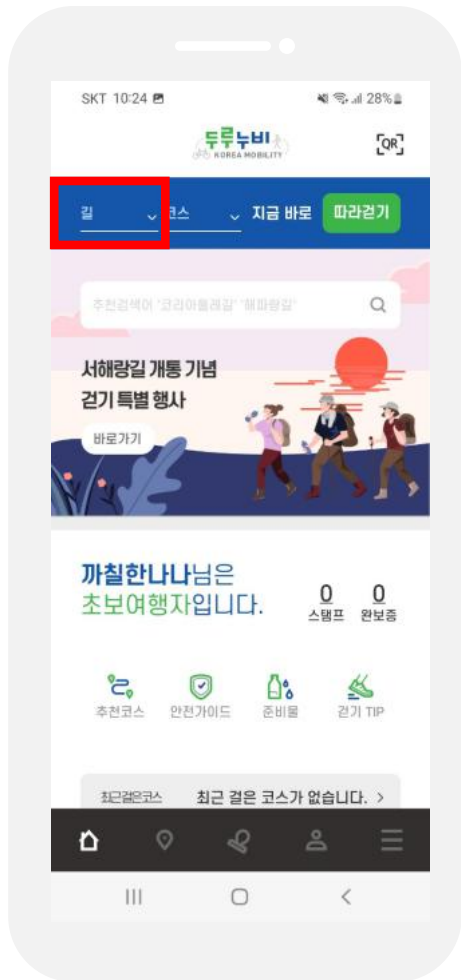 SKT 10:24 28%
두루누비
KOREA MOBILITY
QR
길 코스 지금 바로 따라걷기
추천검색어 '코리아둘레길' '해파랑길'
서해랑길 개통 기념
걷기 특별 행사
바로가기
까칠한나나님은
초보여행자입니다.
0 0
스탬프 완보증
추천코스 안전가이드 준비물 걷기 TIP
최근걸은코스 최근 걸은 코스가 없습니다. >